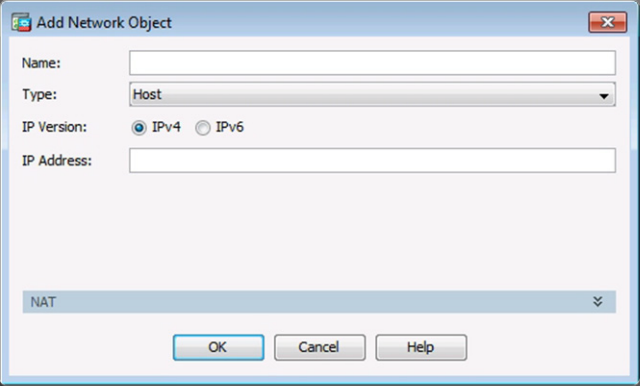 Add Network Object
Name:
Type: Host
IP Version: IPv4 IPv6
IP Address:
NAT
OK Cancel Help